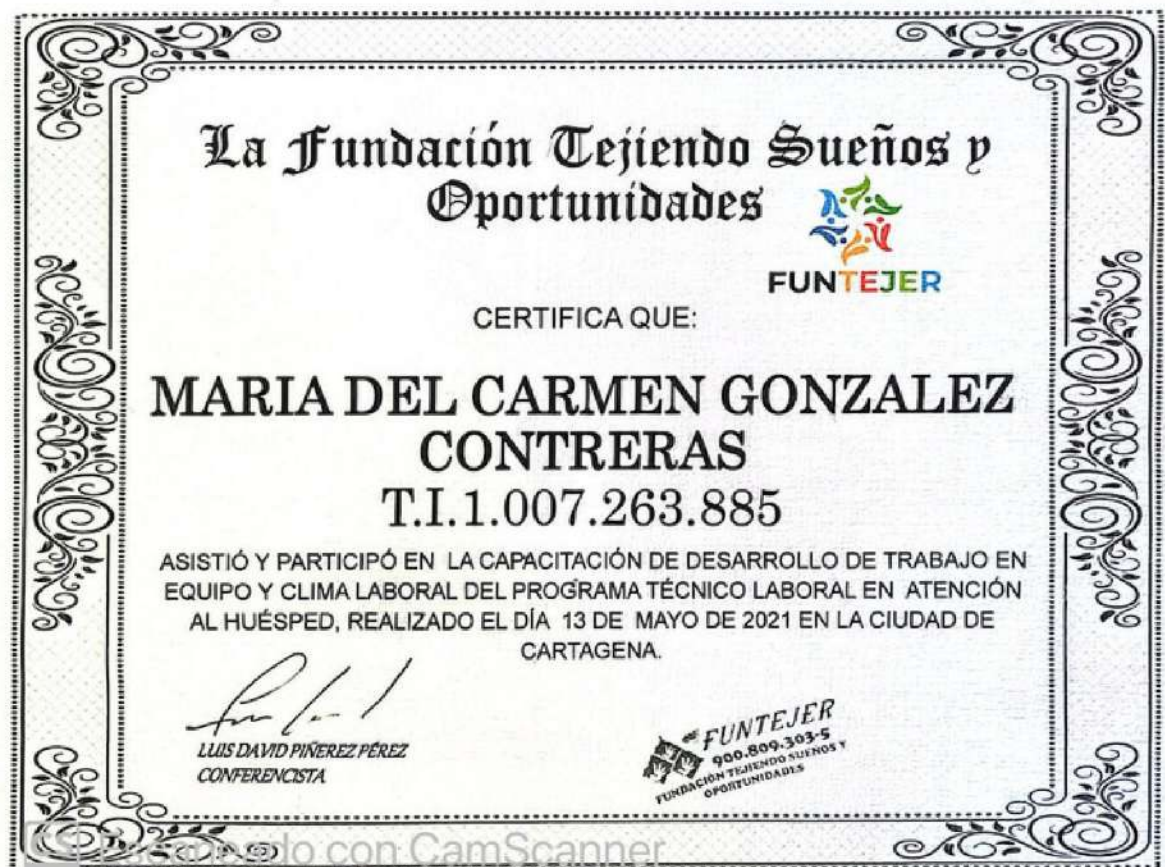 La Fundación Tejiendo Sueños y
Oportunidades
FUNTEJER
CERTIFICA QUE:
MARIA DEL CARMEN GONZALEZ
CONTRERAS
T.I.1.007.263.885
ASISTIÓ Y PARTICIPÓ EN LA CAPACITACIÓN DE DESARROLLO DE TRABAJO EN
EQUIPO Y CLIMA LABORAL DEL PROGRAMA TÉCNICO LABORAL EN ATENCIÓN
AL HUÉSPED, REALIZADO EL DÍA 13 DE MAYO DE 2021 EN LA CIUDAD DE
CARTAGENA.
LUIS DAVID PIÑEREZ PÉREZ
CONFERENCISTA
FUNTEJER
900.809.303-5
FUNDACIÓN TEJIENDO SUEÑOS Y
OPORTUNIDADES
CS Escaneado con CamScanner